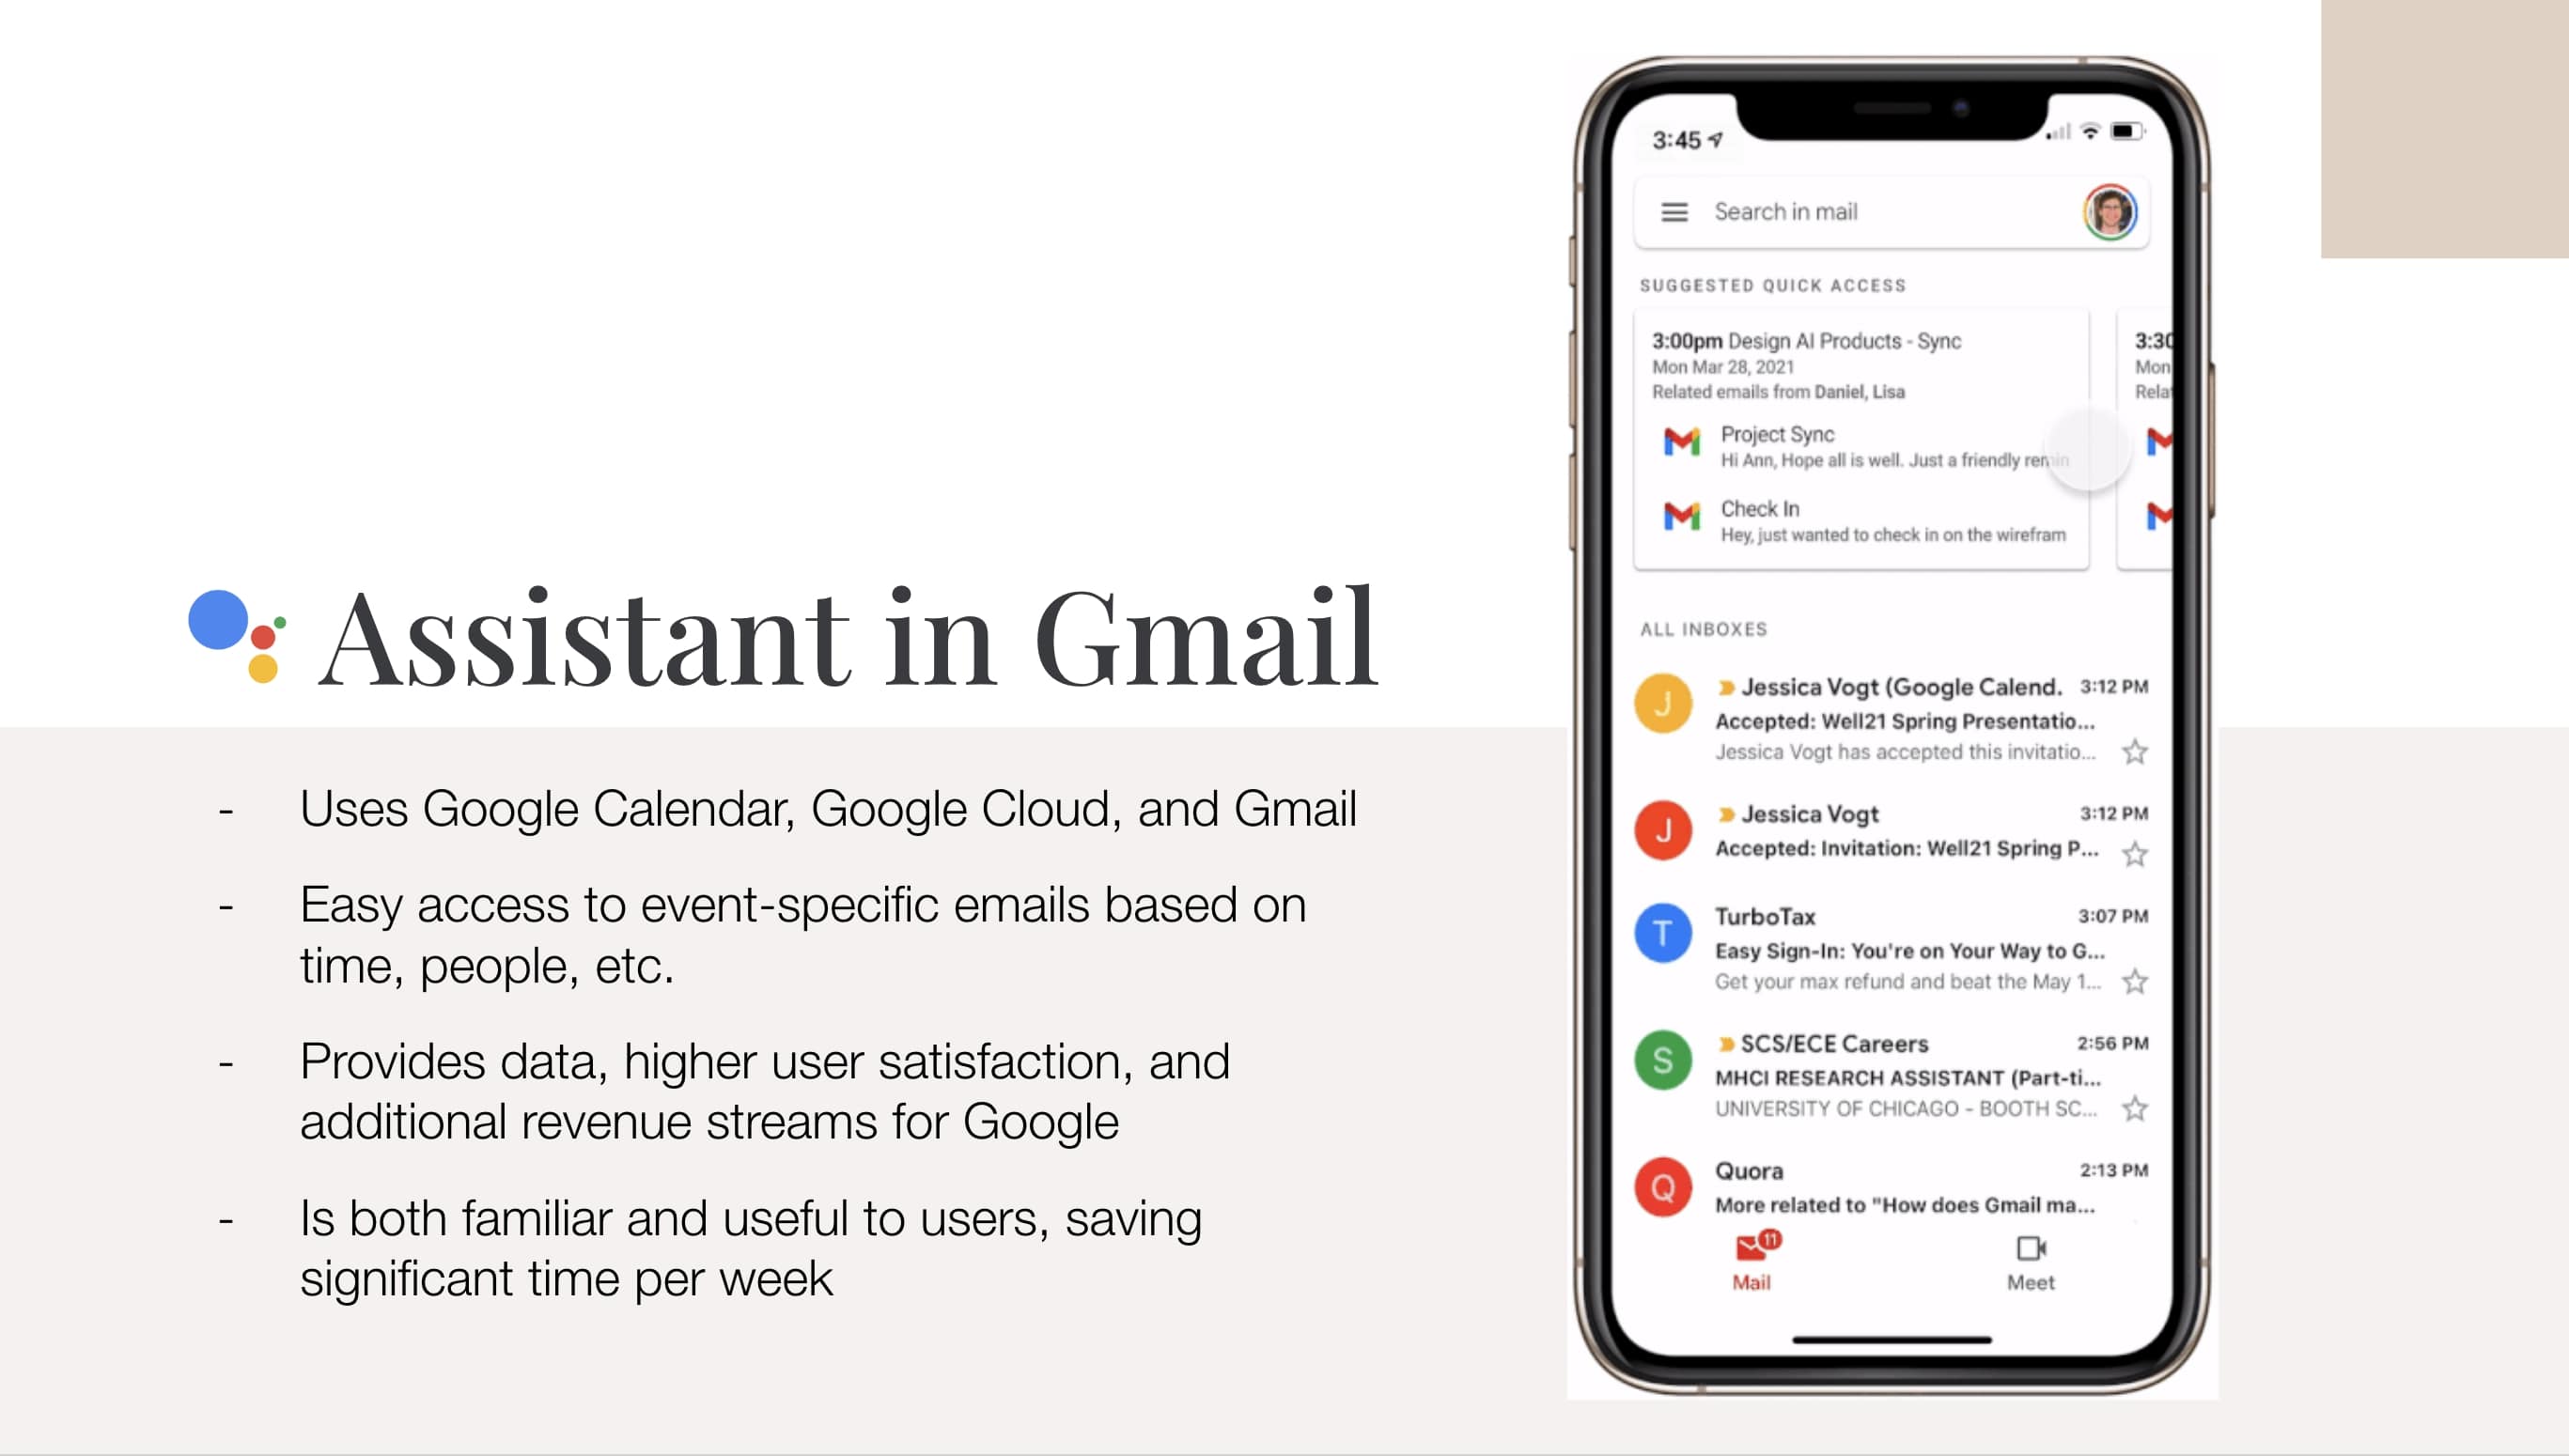 Assistant in Gmail
- Uses Google Calendar, Google Cloud, and Gmail
- Easy access to event-specific emails based on
time, people, etc.
- Provides data, higher user satisfaction, and
additional revenue streams for Google
- Is both familiar and useful to users, saving
significant time per week
3:45
Search in mail
SUGGESTED QUICK ACCESS
3:00pm Design AI Products - Sync
Mon Mar 28, 2021
Related emails from Daniel, Lisa
Project Sync
Hi Ann, Hope all is well. Just a friendly remin
Check In
Hey, just wanted to check in on the wirefram
3:30
Mon
Relat
ALL INBOXES
J
Jessica Vogt (Google Calend. 3:12 PM
Accepted: Well21 Spring Presentatio...
Jessica Vogt has accepted this invitatio...
J
Jessica Vogt 3:12 PM
Accepted: Invitation: Well21 Spring P...
T
TurboTax 3:07 PM
Easy Sign-In: You're on Your Way to G...
Get your max refund and beat the May 1...
S
SCS/ECE Careers 2:56 PM
MHCI RESEARCH ASSISTANT (Part-ti...
UNIVERSITY OF CHICAGO - BOOTH SC...
Q
Quora 2:13 PM
More related to "How does Gmail ma...
11
Mail
Meet